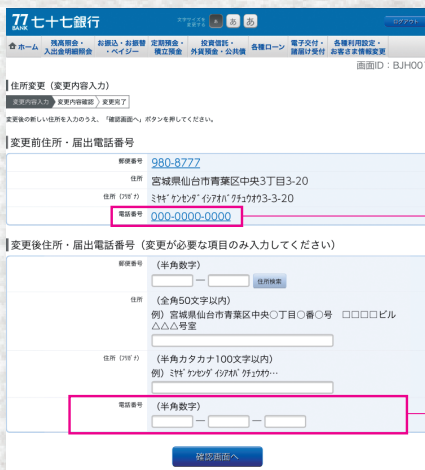 77 BANK 七十七銀行
文字サイズを変更する あ あ あ
ログアウト
ホーム 残高照会・入出金明細照会 お振込・お振替・ペイジー 定期預金・積立預金 投資信託・外貨預金・公共債 各種ローン 電子交付・諸届け受付 各種利用設定・お客さま情報変更
画面ID：BJH00
住所変更（変更内容入力）
変更内容入力 変更内容確認 変更完了
変更後の新しい住所を入力のうえ、「確認画面へ」ボタンを押してください。
変更前住所・届出電話番号
郵便番号 980-8777
住所 宮城県仙台市青葉区中央3丁目3-20
住所（ｶﾅ） ﾐﾔｷﾞｹﾝｾﾝﾀﾞｲｼｱｵﾊﾞｸﾁｭｳｵｳ3-3-20
電話番号 000-0000-0000
変更後住所・届出電話番号（変更が必要な項目のみ入力してください）
郵便番号 （半角数字）
— 住所検索
住所 （全角50文字以内）
例）宮城県仙台市青葉区中央○丁目○番○号　□□□□ビル
△△△号室
（半角カタカナ100文字以内）
例）ﾐﾔｷﾞｹﾝｾﾝﾀﾞｲｼｱｵﾊﾞｸﾁｭｳｵｳ…
電話番号 （半角数字）
— —
確認画面へ